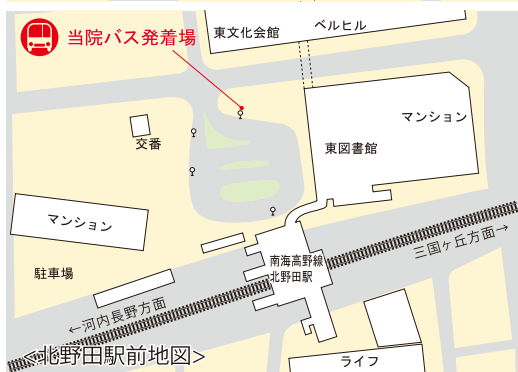 当院バス発着場
東文化会館
ベルヒル
マンション
東図書館
交番
マンション
駐車場
南海高野線
北野田駅
三国ヶ丘方面→
←河内長野方面
<北野田駅前地図>
ライフ